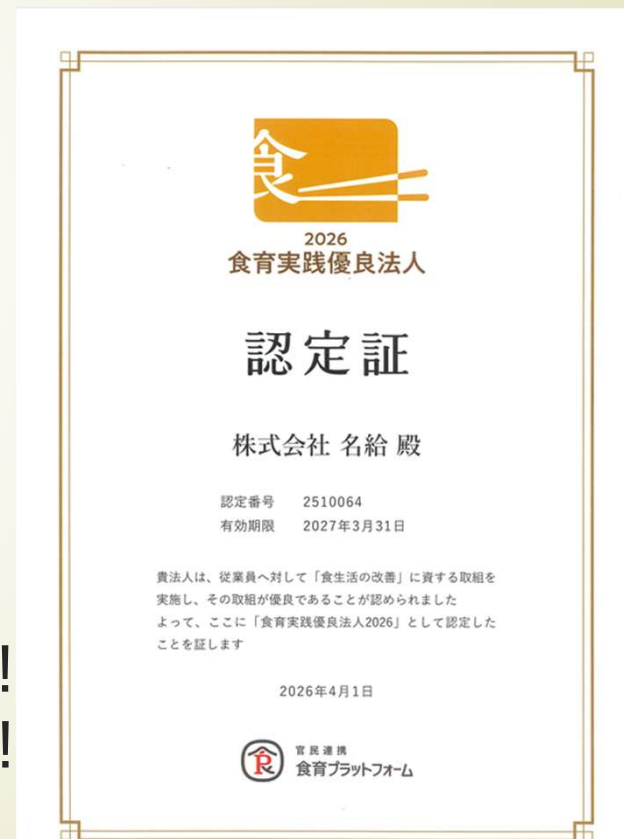 食
2026
食育実践優良法人
認定証
株式会社 名給 殿
認定番号 2510064
有効期限 2027年3月31日
貴法人は、従業員へ対して「食生活の改善」に資する取組を
実施し、その取組が優良であることが認められました
よって、ここに「食育実践優良法人2026」として認定した
ことを証します
!
!
2026年4月1日
官民連携
食育プラットフォーム